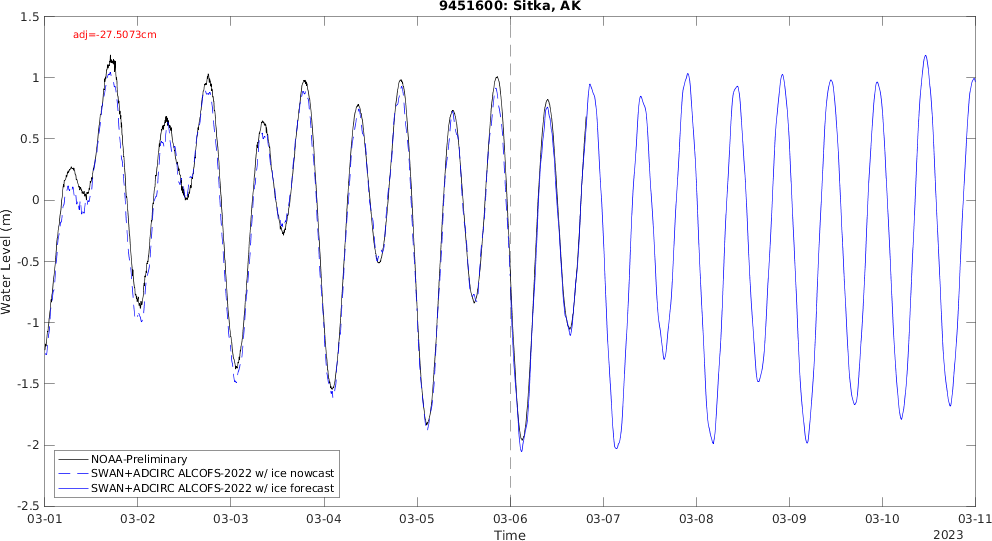 9451600: Sitka, AK
adj=-27.5073cm
1.5
1
0.5
0
-0.5
-1
-1.5
-2
-2.5
Water Level (m)
NOAA-Preliminary
SWAN+ADCIRC ALCOFS-2022 w/ ice nowcast
SWAN+ADCIRC ALCOFS-2022 w/ ice forecast
03-01 03-02 03-03 03-04 03-05 03-06 03-07 03-08 03-09 03-10 03-11
Time
2023